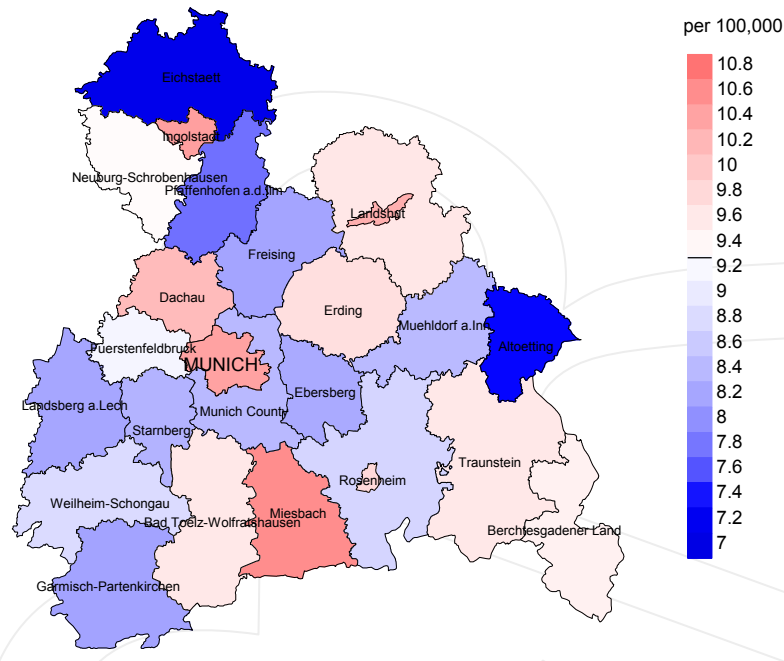 per 100,000
10.8
10.6
10.4
10.2
10
9.8
9.6
9.4
9.2
9
8.8
8.6
8.4
8.2
8
7.8
7.6
7.4
7.2
7
Eichstaett
Ingolstadt
Neuburg-Schrobenhausen
Pfaffenhofen a.d.Ilm
Landshut
Freising
Dachau
Erding
Muehldorf a.Inn
Altoetting
Fuerstenfeldbruck
MUNICH
Ebersberg
Landsberg a.Lech
Munich County
Starnberg
Traunstein
Rosenheim
Weilheim-Schongau
Miesbach
Bad Toelz-Wolfratshausen
Berchtesgadener Land
Garmisch-Partenkirchen